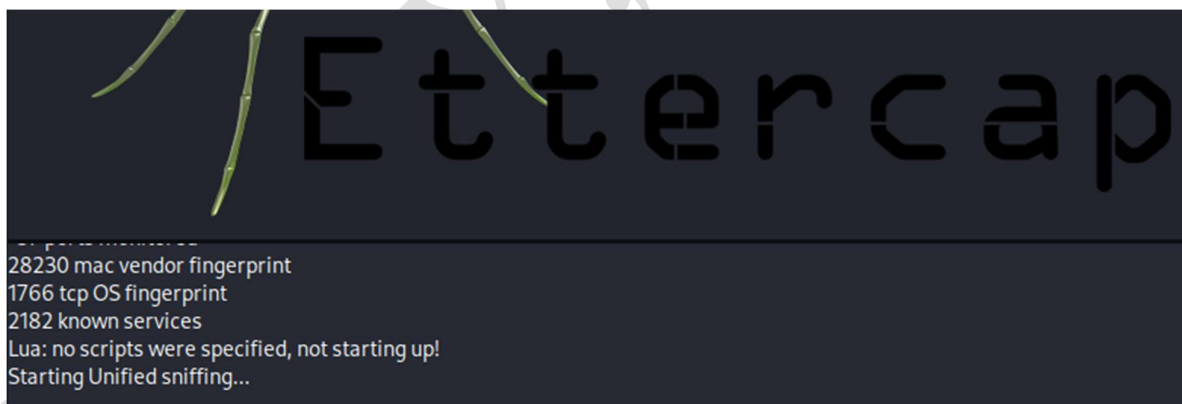 Ettercap
28230 mac vendor fingerprint
1766 tcp OS fingerprint
2182 known services
Lua: no scripts were specified, not starting up!
Starting Unified sniffing...